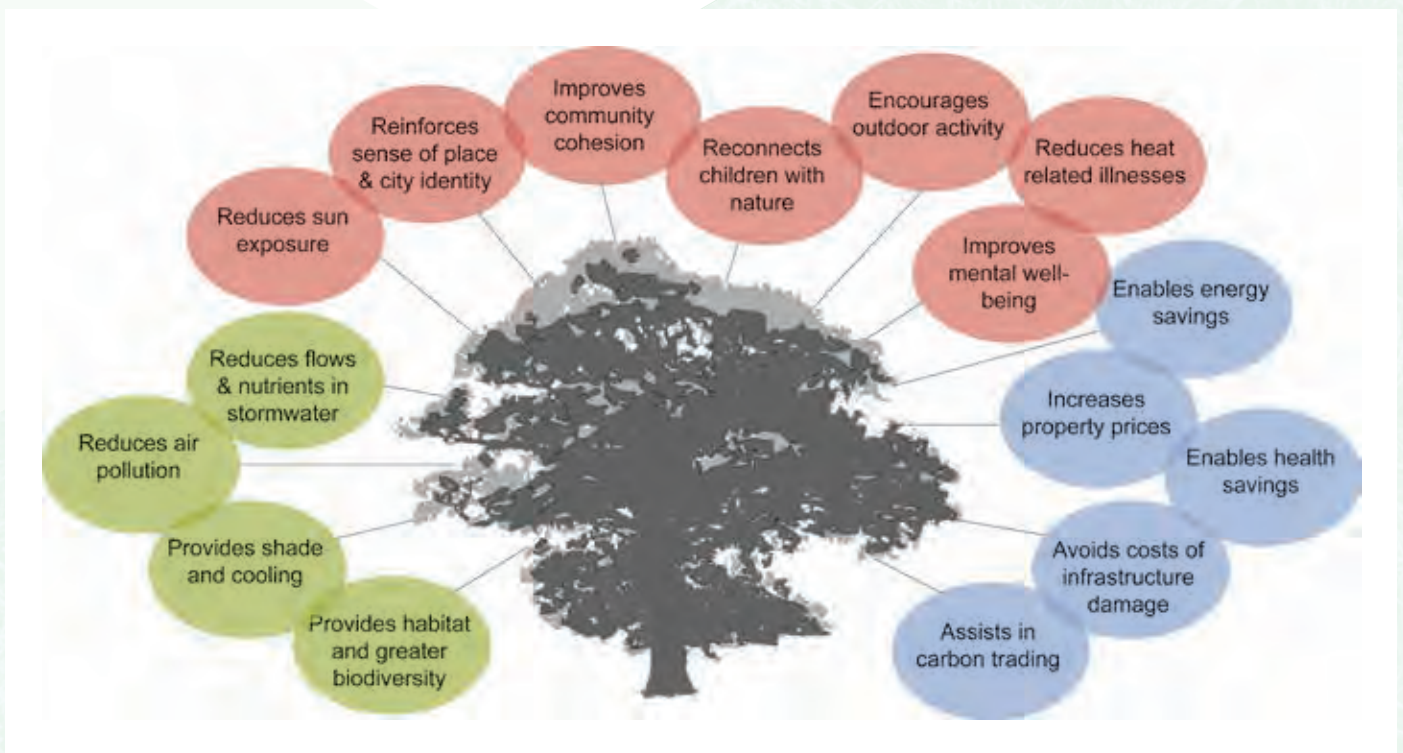 Improves
community
cohesion
Encourages
outdoor activity
Reinforces
sense of place
& city identity
Reconnects
children with
nature
Reduces heat
related illnesses
Reduces sun
exposure
Improves
mental well-
being
Enables energy
savings
Reduces flows
& nutrients in
stormwater
Increases
property prices
Reduces air
pollution
Enables health
savings
Provides shade
and cooling
Avoids costs of
infrastructure
damage
Provides habitat
and greater
biodiversity
Assists in
carbon trading